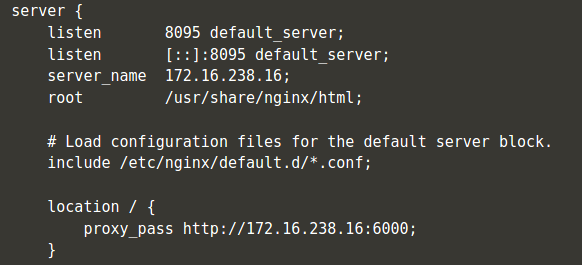 server {
    listen       8095 default_server;
    listen       [::]:8095 default_server;
    server_name  172.16.238.16;
    root         /usr/share/nginx/html;

    # Load configuration files for the default server block.
    include /etc/nginx/default.d/*.conf;

    location / {
        proxy_pass http://172.16.238.16:6000;
    }